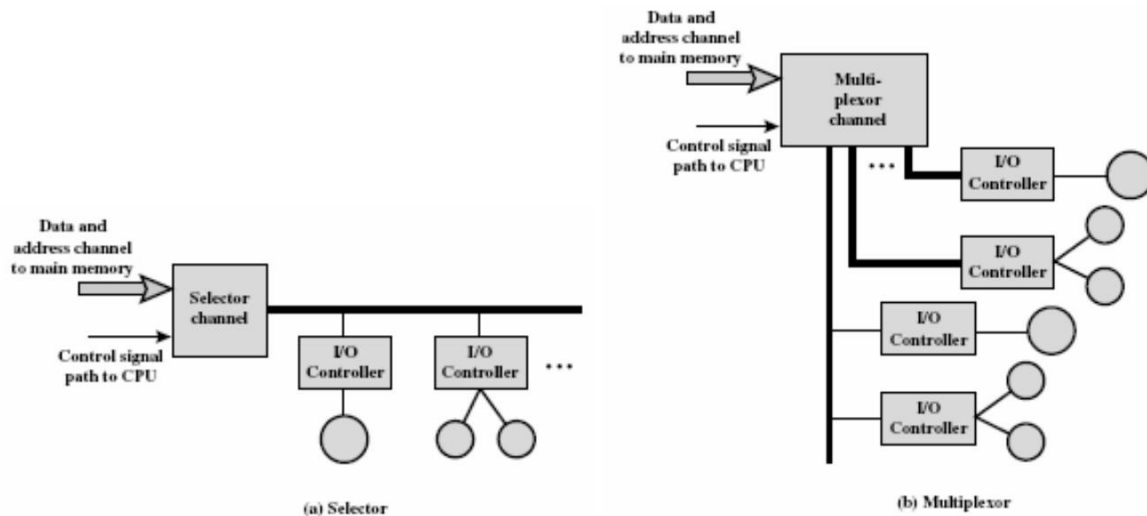 Data and
address channel
to main memory
Selector
channel
Control signal
path to CPU
I/O
Controller
I/O
Controller
...
(a) Selector
Data and
address channel
to main memory
Multi-
plexor
channel
Control signal
path to CPU
...
I/O
Controller
I/O
Controller
I/O
Controller
I/O
Controller
(b) Multiplexor